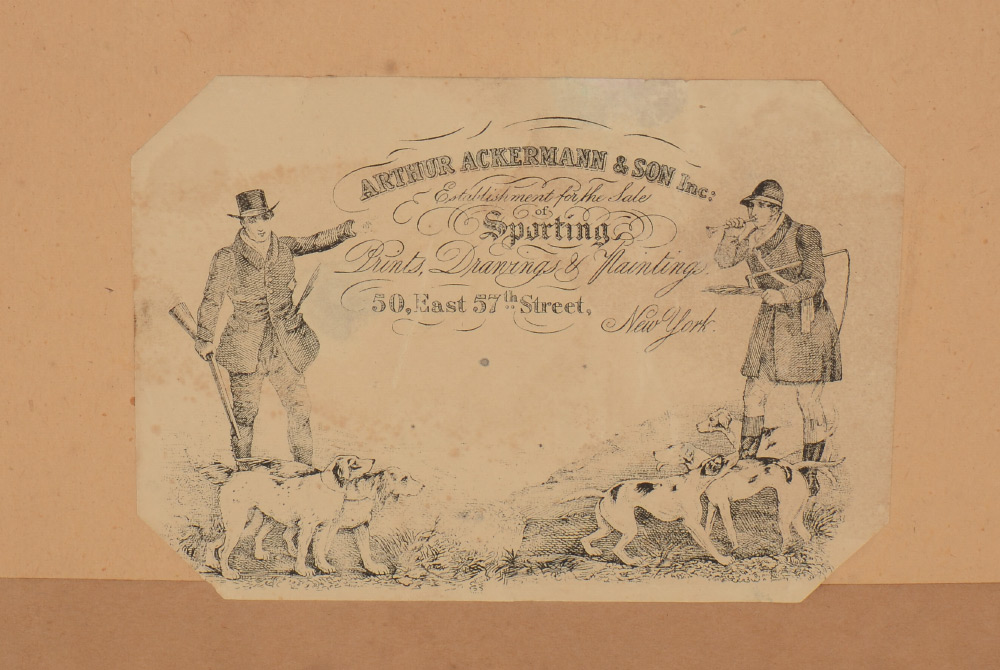 ARTHUR ACKERMANN & SON Inc:
Establishment for the Sale
of
Sporting
Prints, Drawings & Paintings,
50, East 57th Street,
New York.